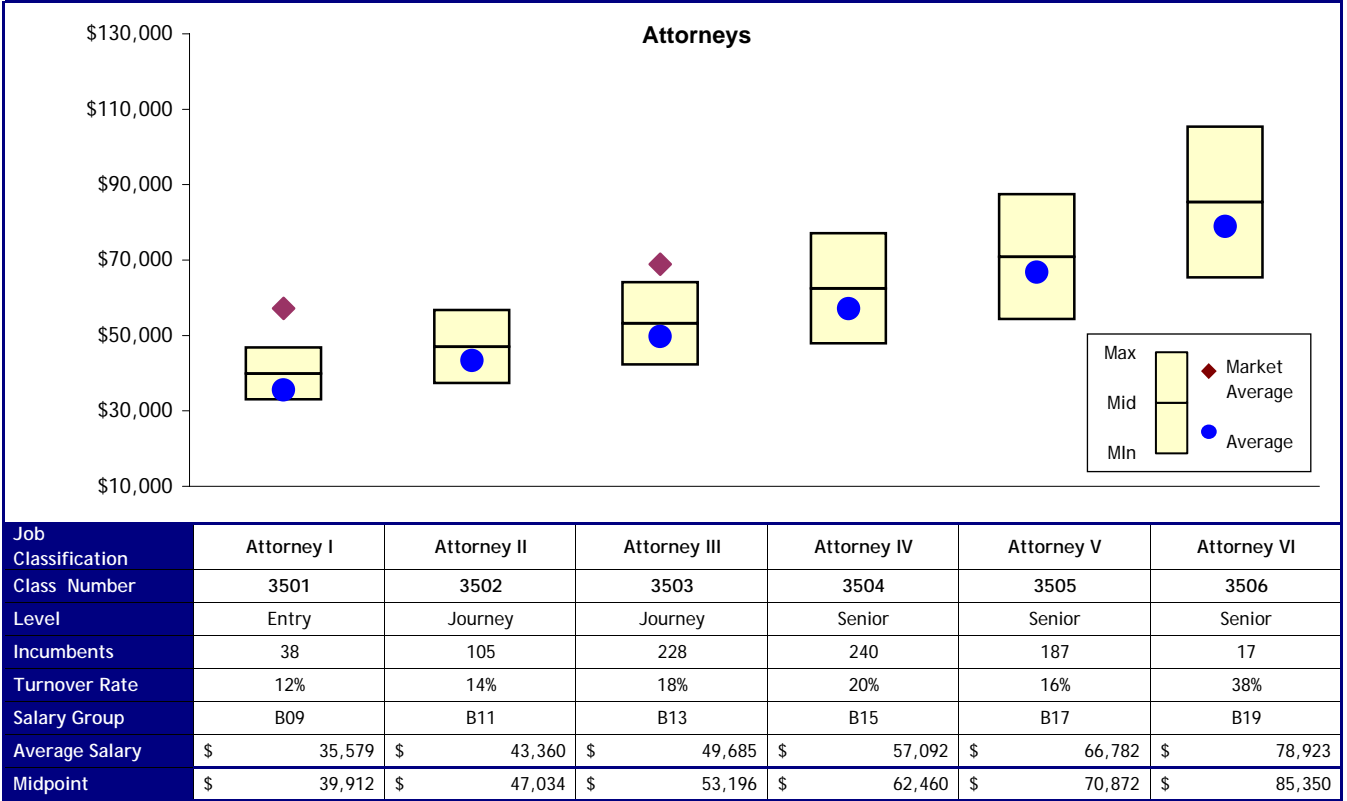 Attorneys
$130,000
$110,000
$90,000
$70,000
$50,000
$30,000
$10,000
Max
Mid
MIn
Market
Average
Average
Job
Classification Attorney I Attorney II Attorney III Attorney IV Attorney V Attorney VI
Class Number 3501 3502 3503 3504 3505 3506
Level Entry Journey Journey Senior Senior Senior
Incumbents 38 105 228 240 187 17
Turnover Rate 12% 14% 18% 20% 16% 38%
Salary Group B09 B11 B13 B15 B17 B19
Average Salary $ 35,579 $ 43,360 $ 49,685 $ 57,092 $ 66,782 $ 78,923
Midpoint $ 39,912 $ 47,034 $ 53,196 $ 62,460 $ 70,872 $ 85,350